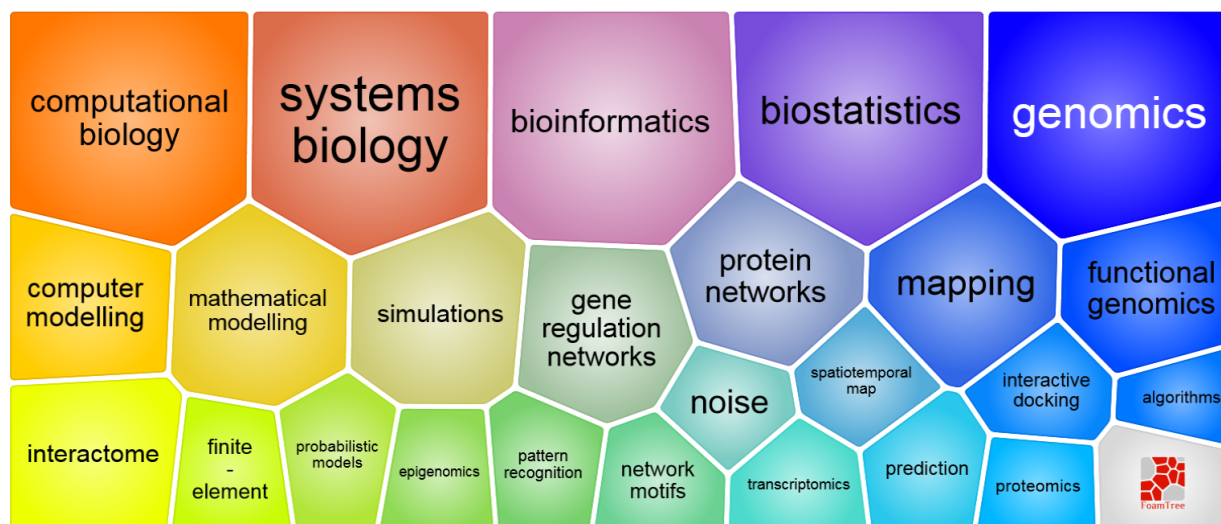 computational
biology
systems
biology
bioinformatics
biostatistics
genomics
computer
modelling
mathematical
modelling
simulations
gene
regulation
networks
protein
networks
mapping
functional
genomics
interactome
finite
-
element
probabilistic
models
epigenomics
pattern
recognition
network
motifs
noise
spatiotemporal
map
transcriptomics
prediction
interactive
docking
proteomics
algorithms
FoamTree